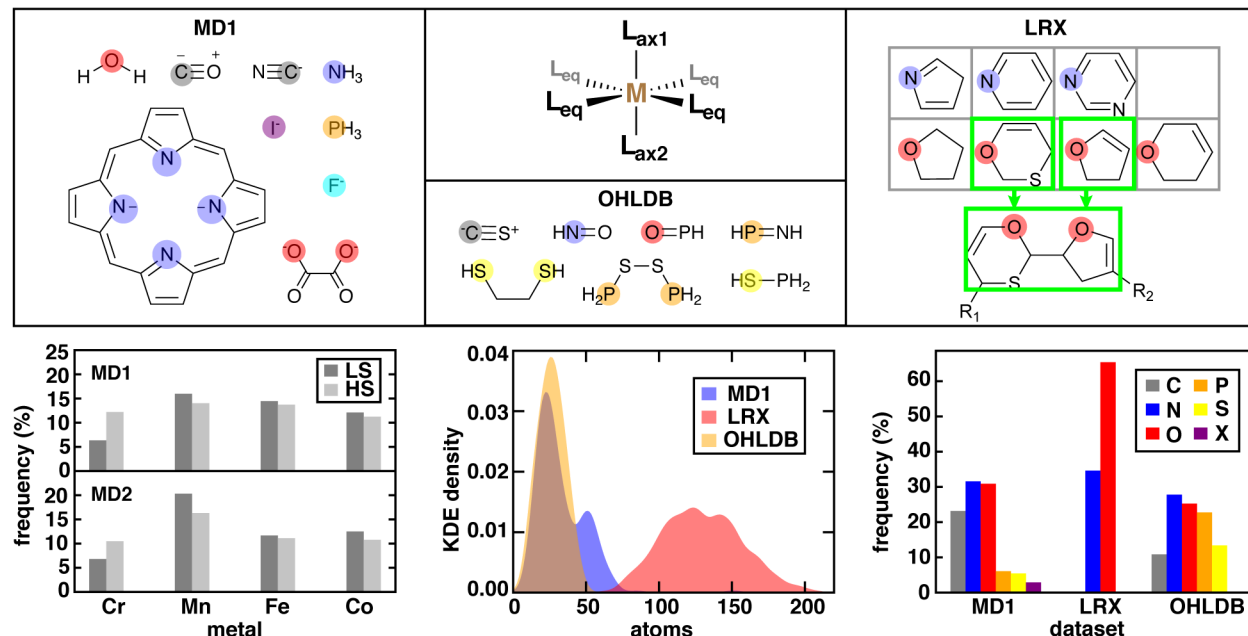 MD1
H O H
⁻C≡O⁺
N≡C⁻
NH₃
I⁻
PH₃
F⁻
N
N⁻ ⁻N
N
⁻O O⁻
O O
Lax1
Leq Leq
M
Leq Leq
Lax2
OHLDB
⁻C≡S⁺ HN=O O=PH HP=NH
HS SH
S S
H₂P PH₂
HS–PH₂
LRX
N N N
N
O O O O
S
O O
S
R₁ R₂
25
20
15
10
5
0
MD1
LS
HS
20
15
10
5
0
MD2
frequency (%)
Cr Mn Fe Co
metal
0.04
0.03
0.02
0.01
0.00
KDE density
MD1
LRX
OHLDB
0 50 100 150 200
atoms
60
50
40
30
20
10
0
frequency (%)
C P
N S
O X
MD1 LRX OHLDB
dataset